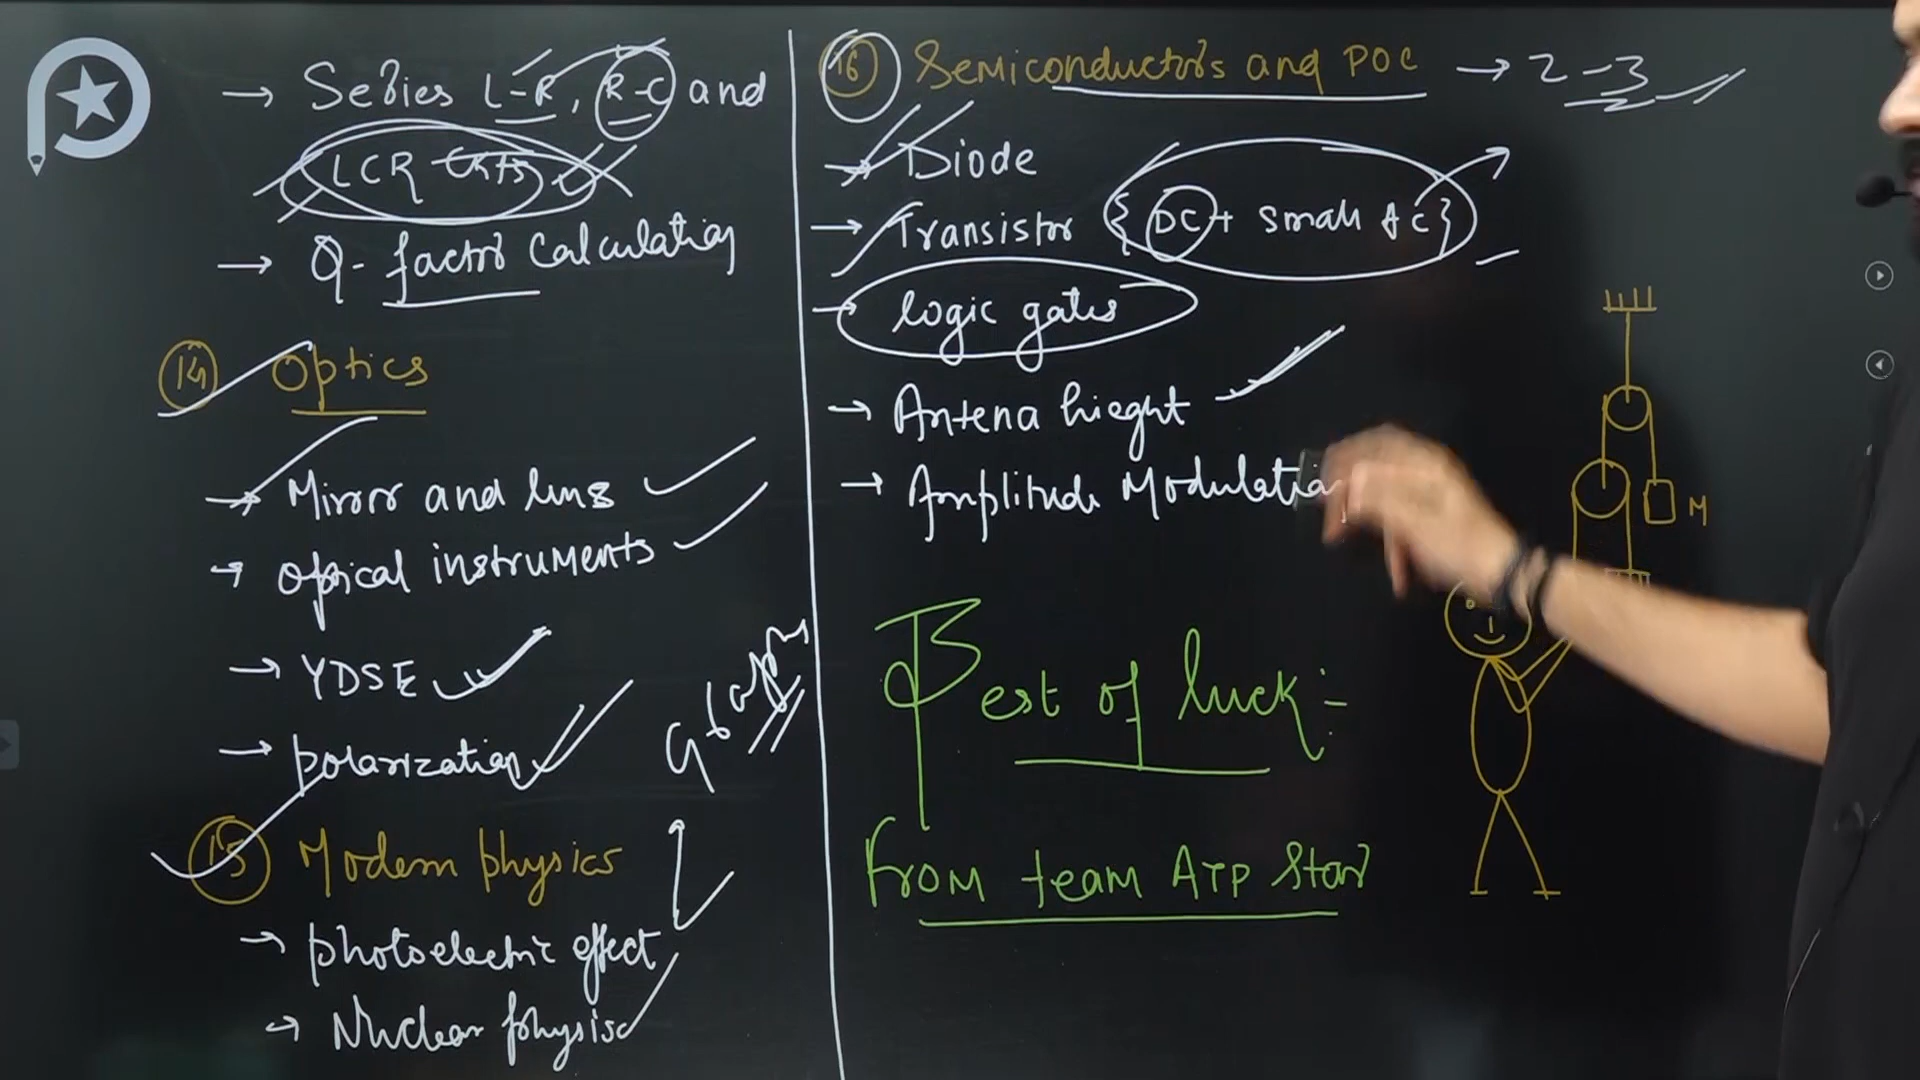 → Series L-R, R-C and
LCR CKTS
→ Q- factor Calculation
14 Optics
→ Mirror and lens
→ Optical instruments
→ YDSE
→ polarization
15 Modern physics
→ photoelectric effect
→ Nuclear physics
16 Semiconductors and POC → 2-3
→ Diode
→ Transistor {DC + small AC}
→ logic gates
→ Antena hieght
→ Amplitude Modulation
M
Best of luck :-
From team ATP Star